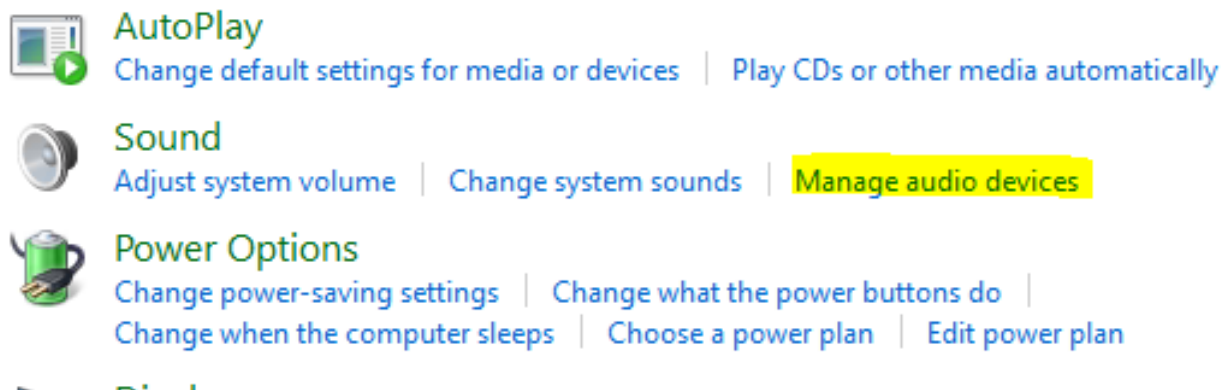 AutoPlay
Change default settings for media or devices | Play CDs or other media automatically
Sound
Adjust system volume | Change system sounds | Manage audio devices
Power Options
Change power-saving settings | Change what the power buttons do |
Change when the computer sleeps | Choose a power plan | Edit power plan